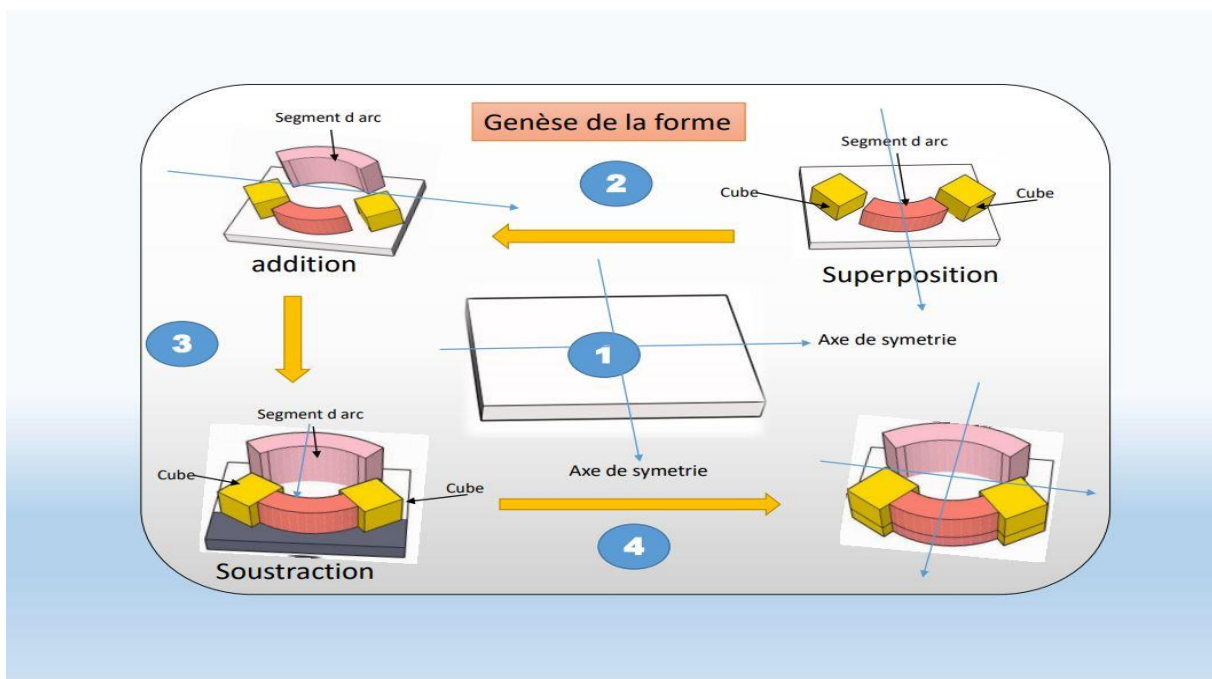 Genèse de la forme
Segment d arc
addition
2
Segment d arc
Cube
Cube
Superposition
1
Axe de symetrie
Axe de symetrie
3
Segment d arc
Cube
Cube
Soustraction
4